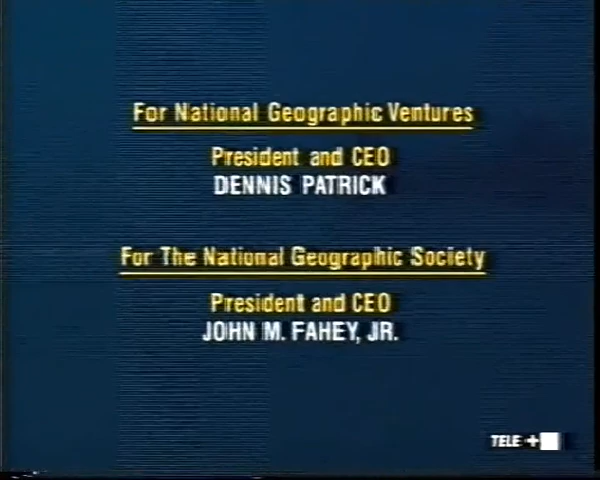 For National Geographic Ventures
President and CEO
DENNIS PATRICK
For The National Geographic Society
President and CEO
JOHN M. FAHEY, JR.
TELE +